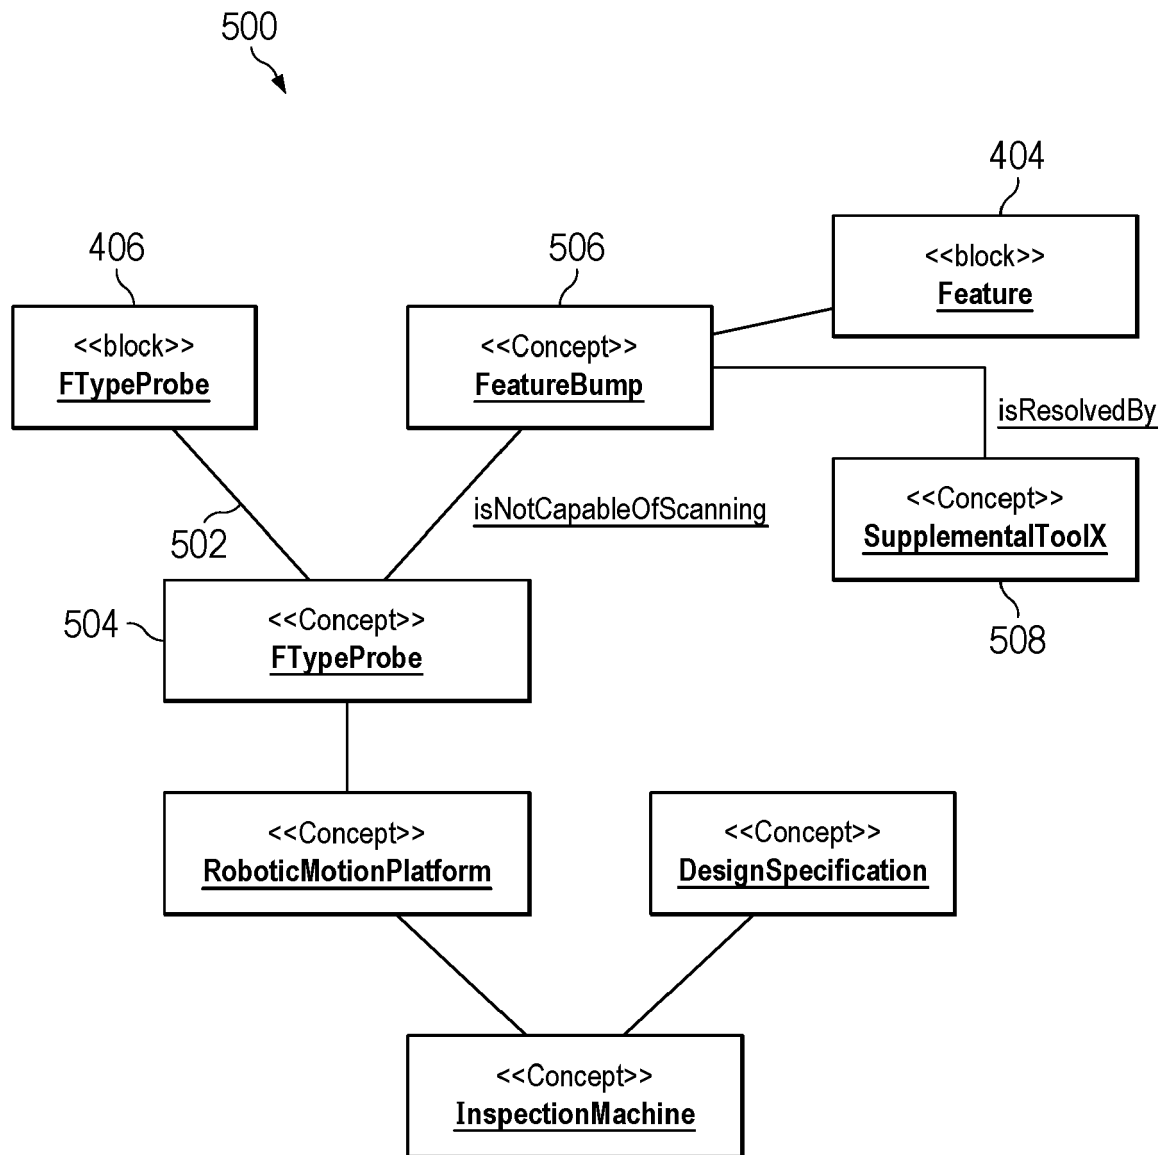 500
404
<<block>>
Feature
406
<<block>>
FTypeProbe
506
<<Concept>>
FeatureBump
isResolvedBy
502
isNotCapableOfScanning
<<Concept>>
SupplementalToolX
508
504
<<Concept>>
FTypeProbe
<<Concept>>
RoboticMotionPlatform
<<Concept>>
DesignSpecification
<<Concept>>
InspectionMachine